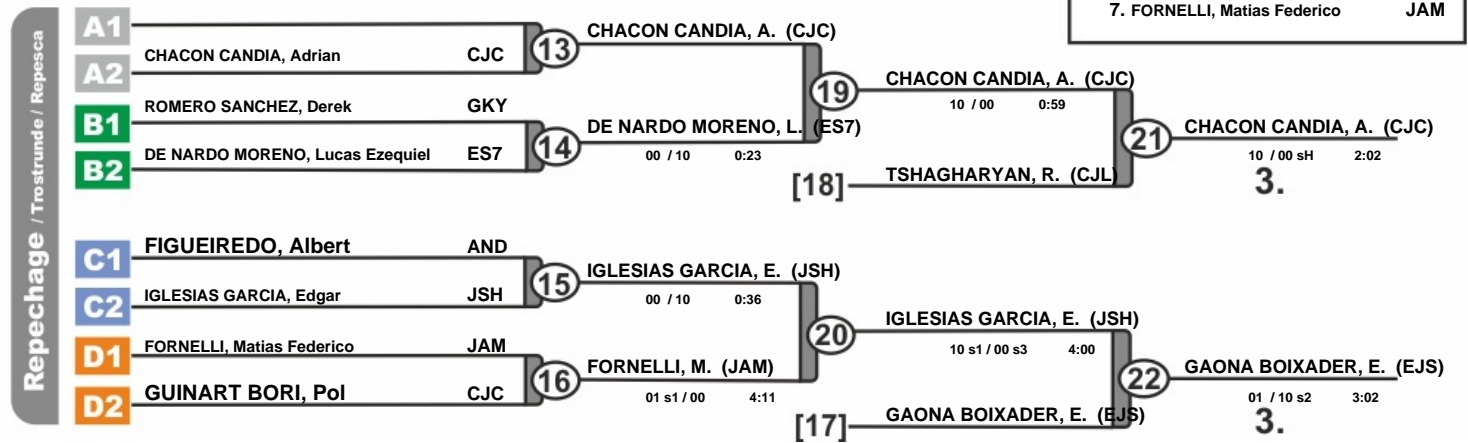 7. FORNELLI, Matias Federico JAM
Repechage / Trostrunde / Repesca
A1
CHACON CANDIA, Adrian CJC
A2
13
CHACON CANDIA, A. (CJC)
B1
ROMERO SANCHEZ, Derek GKY
B2
DE NARDO MORENO, Lucas Ezequiel ES7
14
DE NARDO MORENO, L. (ES7)
00 / 10 0:23
19
CHACON CANDIA, A. (CJC)
10 / 00 0:59
[18]
TSHAGHARYAN, R. (CJL)
21
CHACON CANDIA, A. (CJC)
10 / 00 sH 2:02
3.
C1
FIGUEIREDO, Albert AND
C2
IGLESIAS GARCIA, Edgar JSH
15
IGLESIAS GARCIA, E. (JSH)
00 / 10 0:36
D1
FORNELLI, Matias Federico JAM
D2
GUINART BORI, Pol CJC
16
FORNELLI, M. (JAM)
01 s1 / 00 4:11
20
IGLESIAS GARCIA, E. (JSH)
10 s1 / 00 s3 4:00
[17]
GAONA BOIXADER, E. (EJS)
22
GAONA BOIXADER, E. (EJS)
01 / 10 s2 3:02
3.